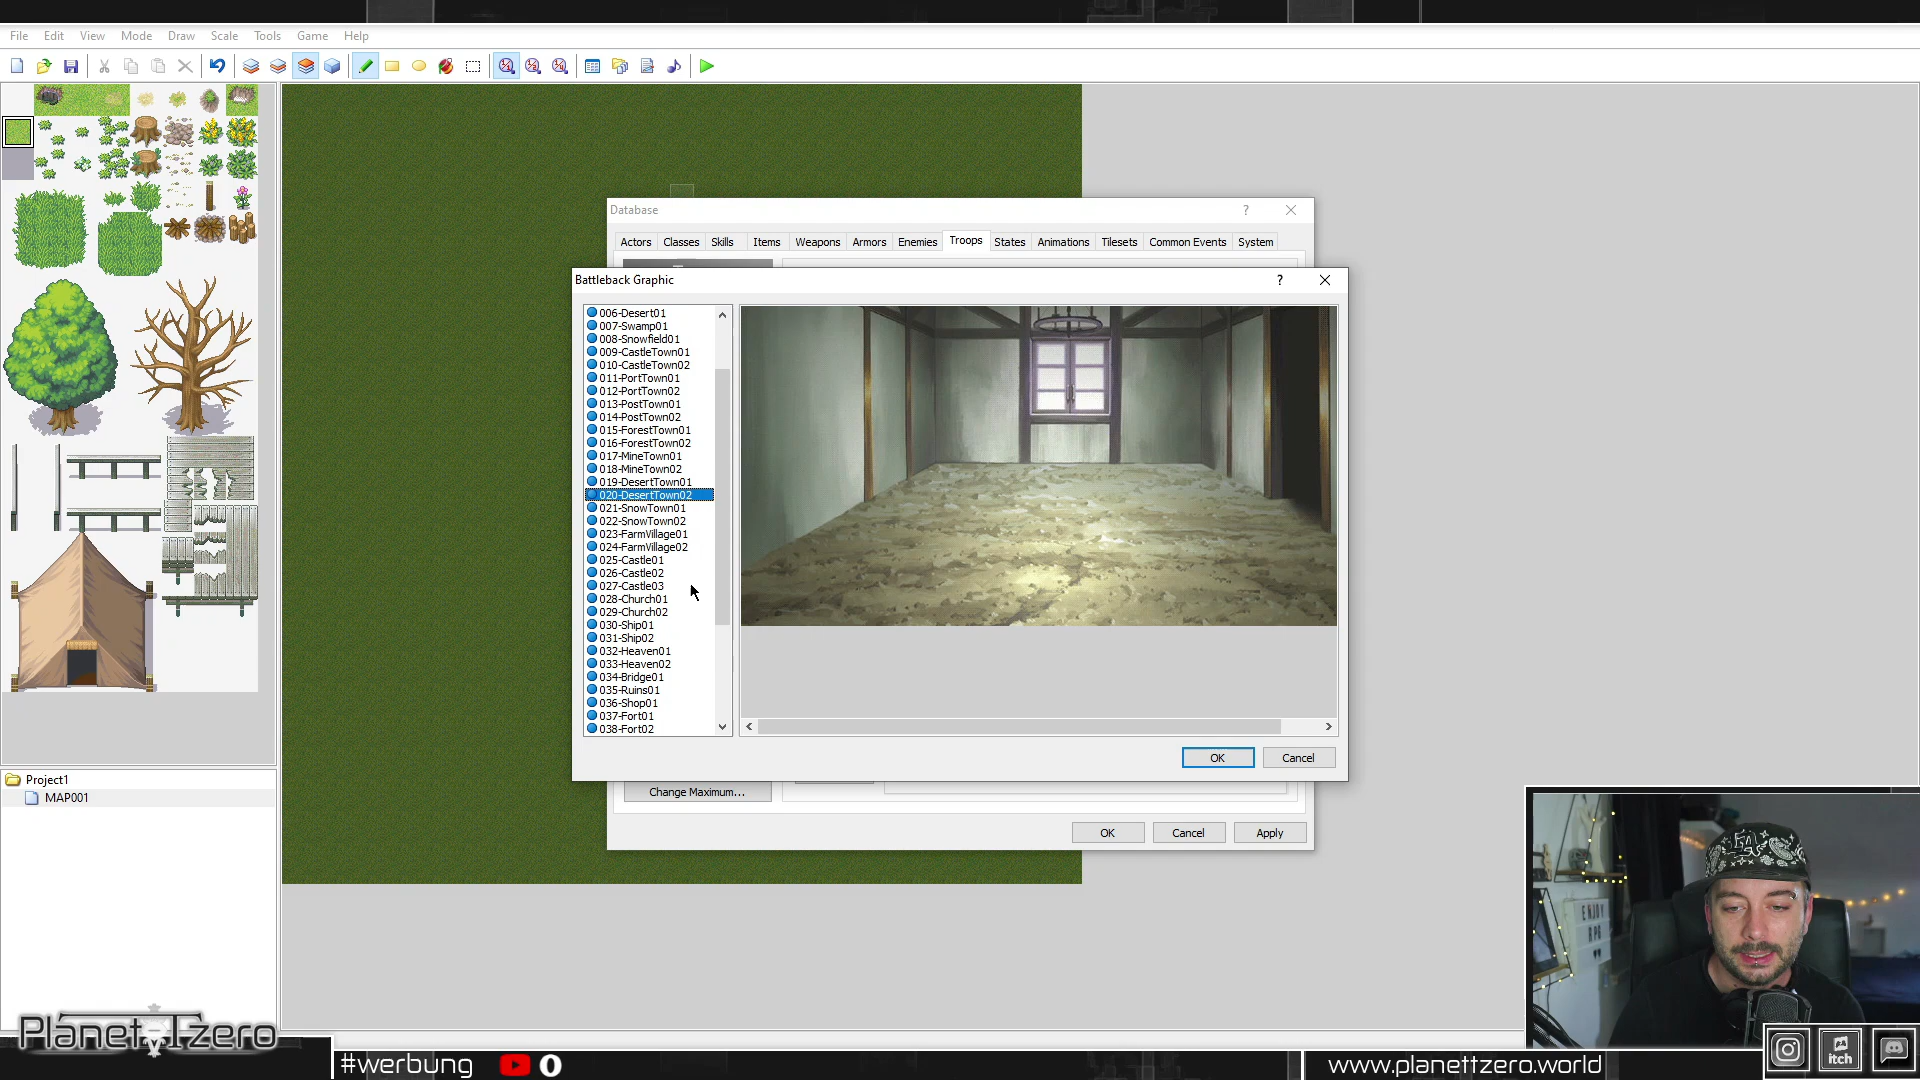 File Edit View Mode Draw Scale Tools Game Help
Database
?
Actors Classes Skills Items Weapons Armors Enemies Troops States Animations Tilesets Common Events System
Battleback Graphic
?
006-Desert01
007-Swamp01
008-Snowfield01
009-CastleTown01
010-CastleTown02
011-PortTown01
012-PortTown02
013-PostTown01
014-PostTown02
015-ForestTown01
016-ForestTown02
017-MineTown01
018-MineTown02
019-DesertTown01
020-DesertTown02
021-SnowTown01
022-SnowTown02
023-FarmVillage01
024-FarmVillage02
025-Castle01
026-Castle02
027-Castle03
028-Church01
029-Church02
030-Ship01
031-Ship02
032-Heaven01
033-Heaven02
034-Bridge01
035-Ruins01
036-Shop01
037-Fort01
038-Fort02
OK Cancel
Change Maximum...
OK Cancel Apply
Project1
MAP001
ENJOY
RPG
PlanetTzero
#werbung 0
www.planettzero.world
itch